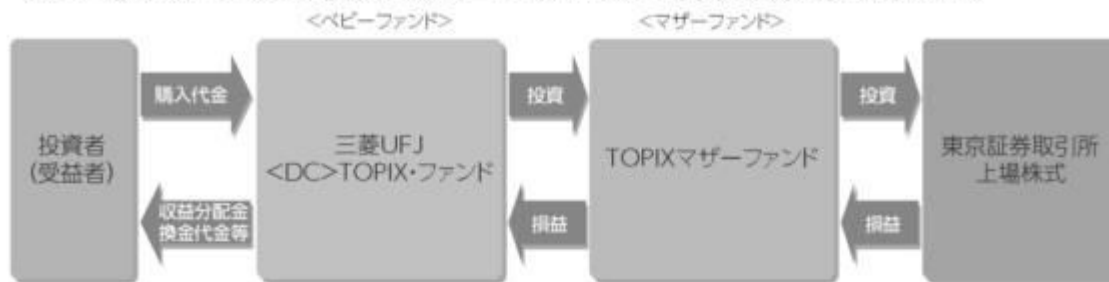 <ベビーファンド>
<マザーファンド>
投資者
(受益者)
購入代金
収益分配金
換金代金等
三菱UFJ
<DC>TOPIX・ファンド
投資
損益
TOPIXマザーファンド
投資
損益
東京証券取引所
上場株式